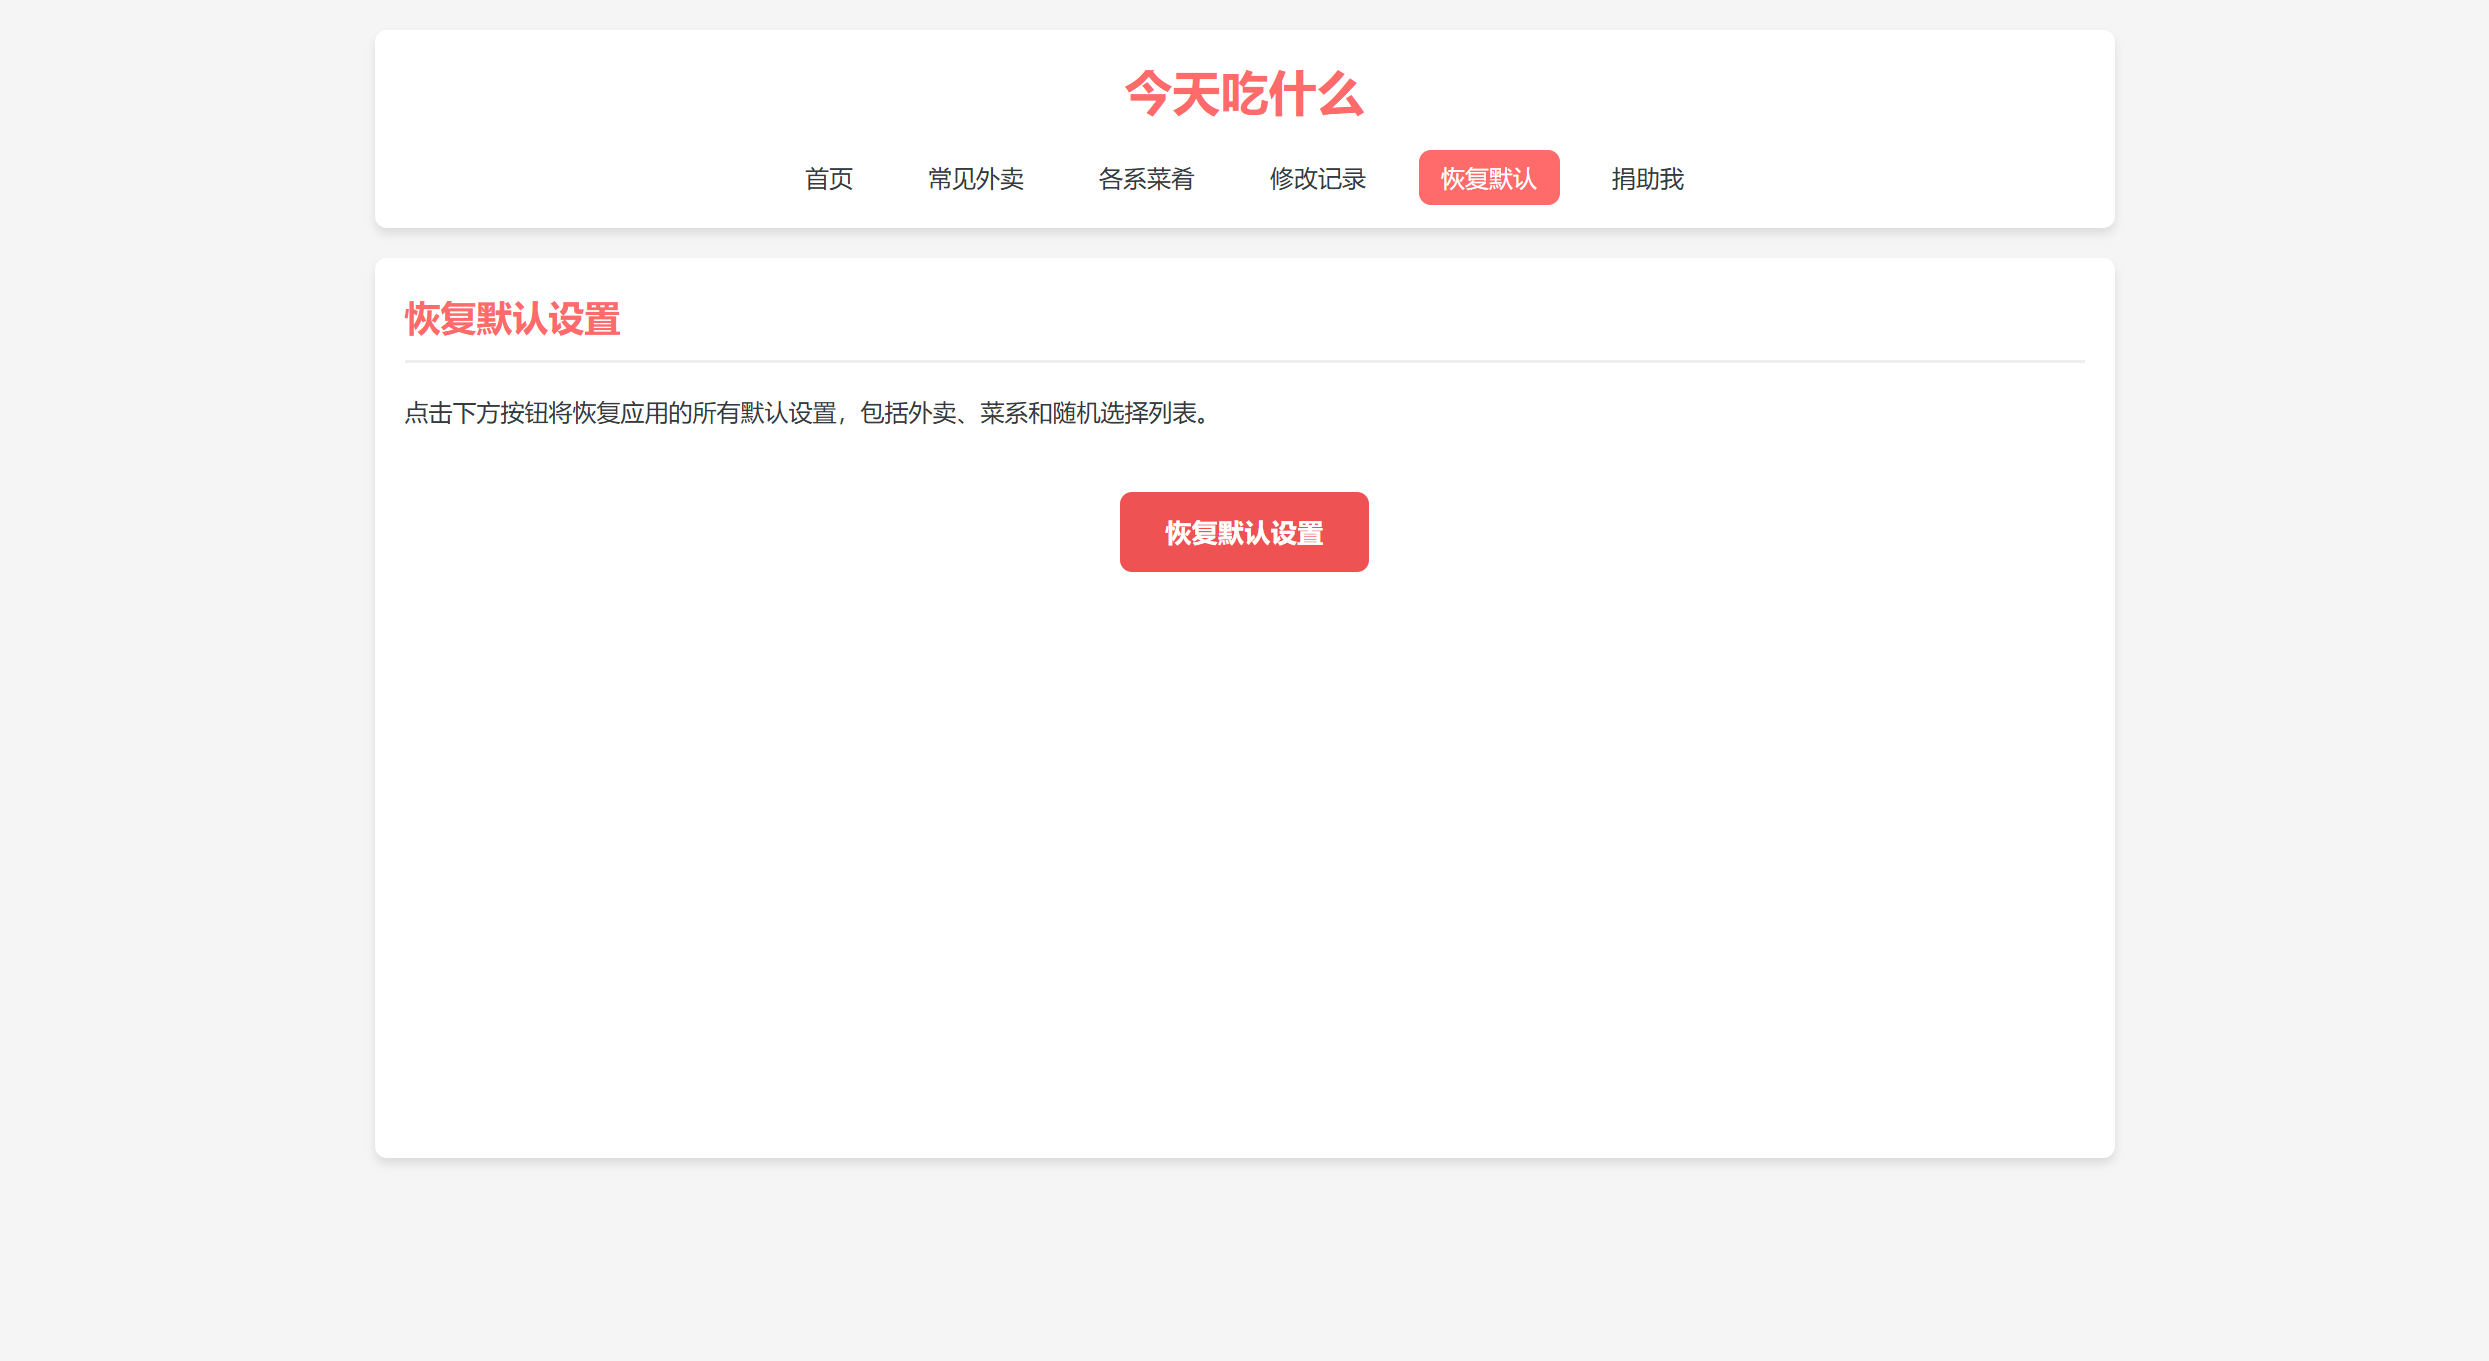 今天吃什么
首页 常见外卖 各系菜肴 修改记录 恢复默认 捐助我
恢复默认设置
点击下方按钮将恢复应用的所有默认设置，包括外卖、菜系和随机选择列表。
恢复默认设置